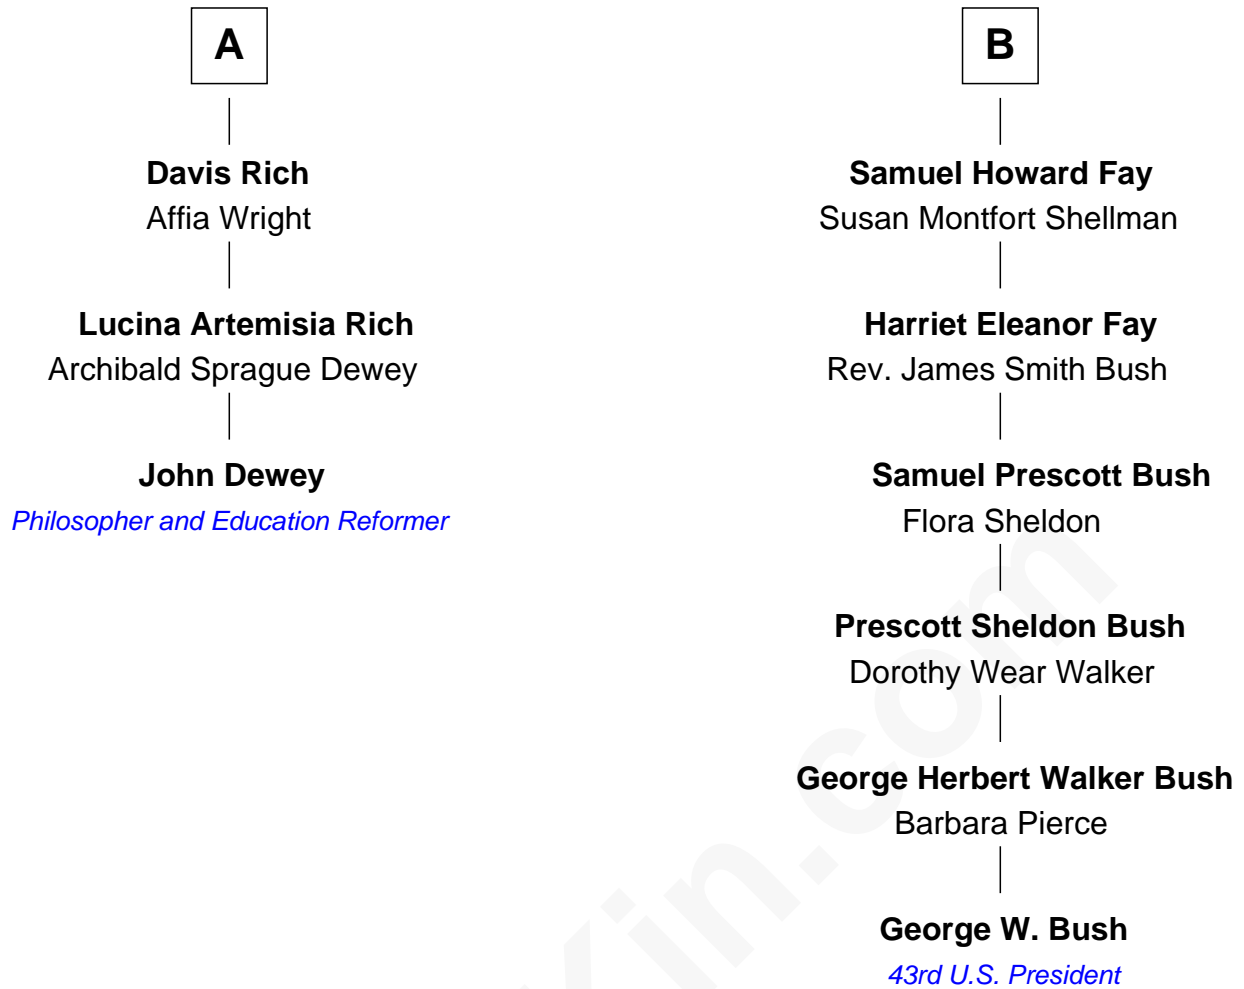 A
Davis Rich
Affia Wright
Lucina Artemisia Rich
Archibald Sprague Dewey
John Dewey
Philosopher and Education Reformer
B
Samuel Howard Fay
Susan Montfort Shellman
Harriet Eleanor Fay
Rev. James Smith Bush
Samuel Prescott Bush
Flora Sheldon
Prescott Sheldon Bush
Dorothy Wear Walker
George Herbert Walker Bush
Barbara Pierce
George W. Bush
43rd U.S. President
Kin.com